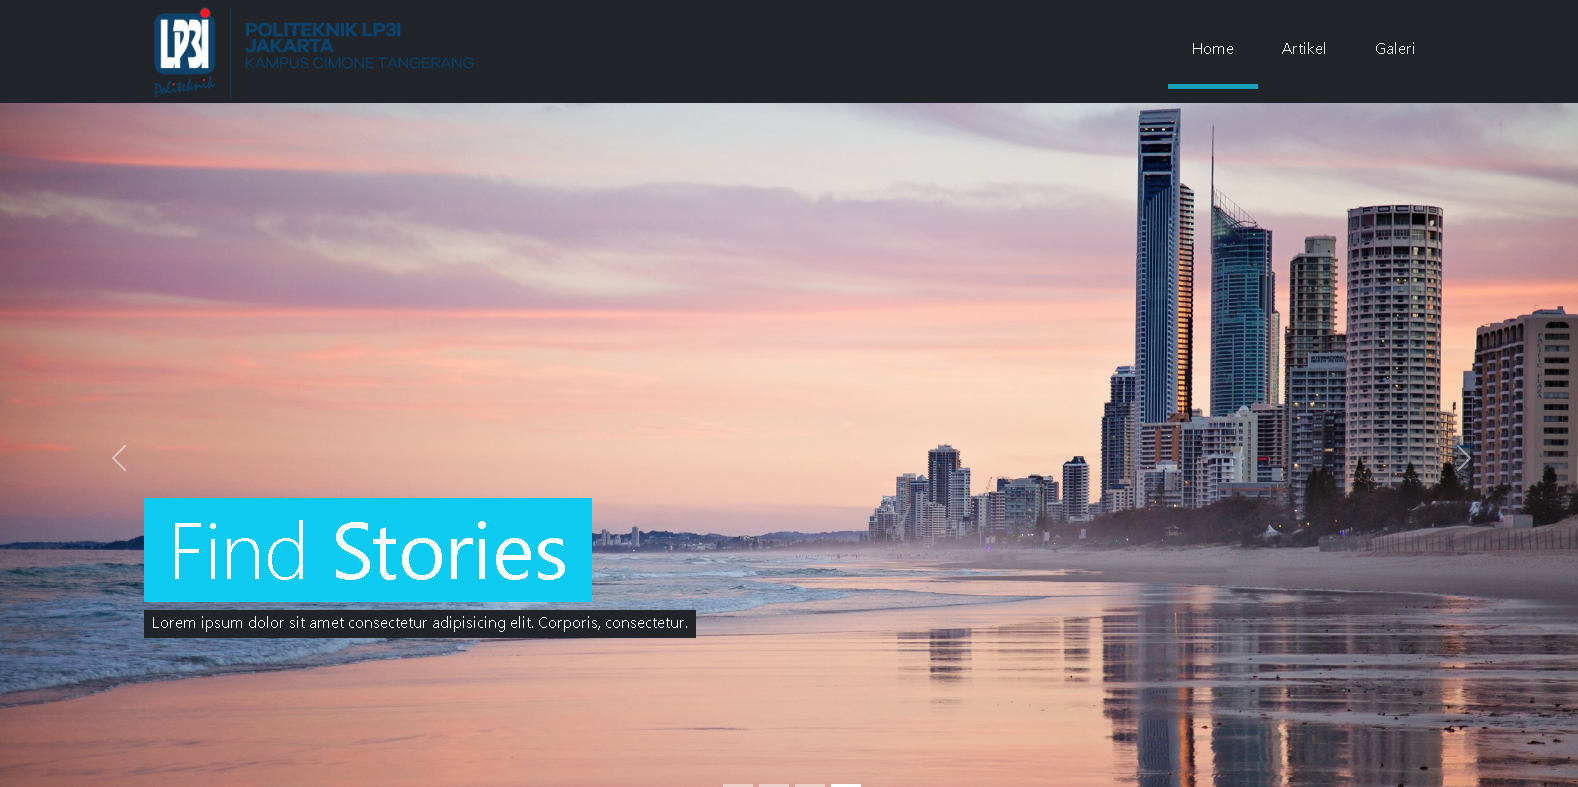 LP3I
Politeknik
POLITEKNIK LP3I
JAKARTA
KAMPUS CIMONE TANGERANG
Home
Artikel
Galeri
Find Stories
Lorem ipsum dolor sit amet consectetur adipisicing elit. Corporis, consectetur.